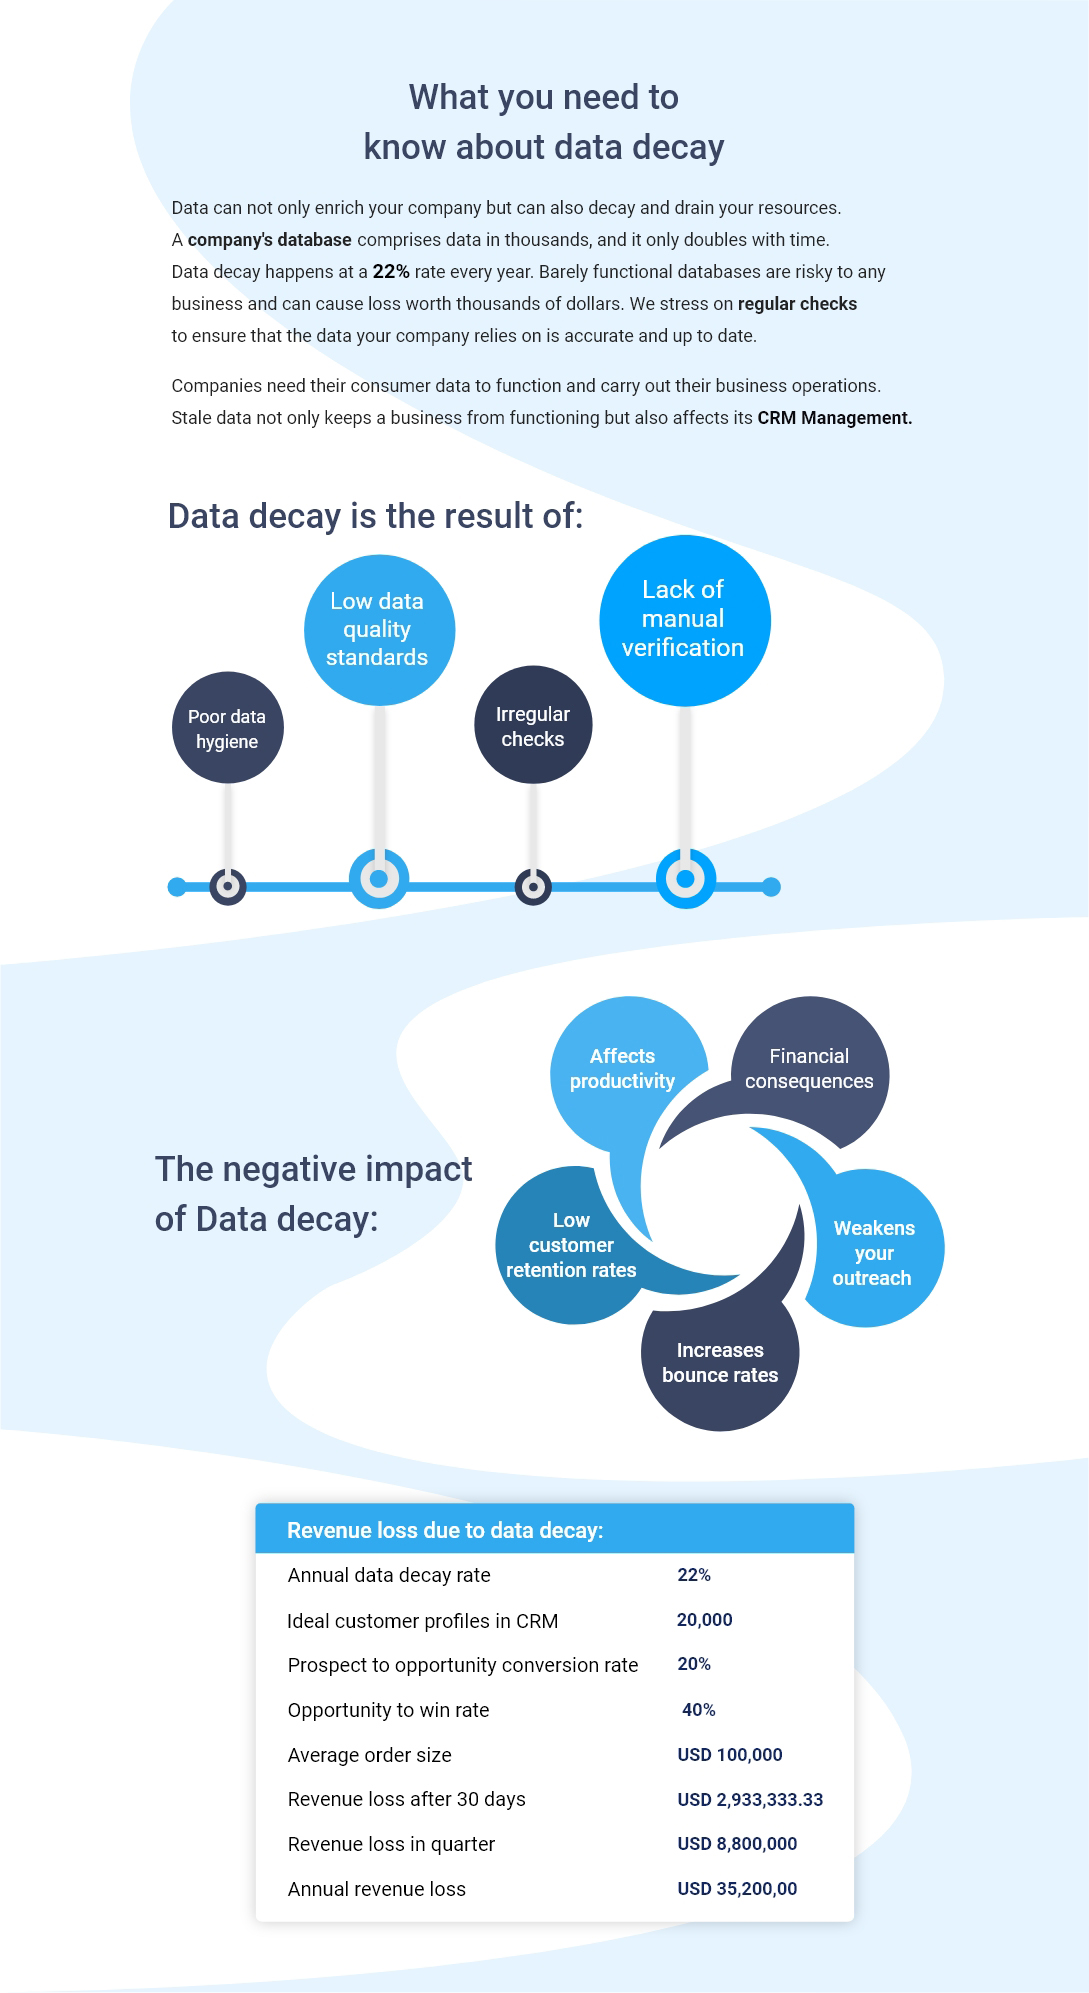 What you need to
know about data decay
Data can not only enrich your company but can also decay and drain your resources.
A company's database comprises data in thousands, and it only doubles with time.
Data decay happens at a 22% rate every year. Barely functional databases are risky to any
business and can cause loss worth thousands of dollars. We stress on regular checks
to ensure that the data your company relies on is accurate and up to date.
Companies need their consumer data to function and carry out their business operations.
Stale data not only keeps a business from functioning but also affects its CRM Management.
Data decay is the result of:
Poor data
hygiene
Low data
quality
standards
Irregular
checks
Lack of
manual
verification
The negative impact
of Data decay:
Affects
productivity
Financial
consequences
Weakens
your
outreach
Increases
bounce rates
Low
customer
retention rates
Revenue loss due to data decay:
Annual data decay rate 22%
Ideal customer profiles in CRM 20,000
Prospect to opportunity conversion rate 20%
Opportunity to win rate 40%
Average order size USD 100,000
Revenue loss after 30 days USD 2,933,333.33
Revenue loss in quarter USD 8,800,000
Annual revenue loss USD 35,200,00